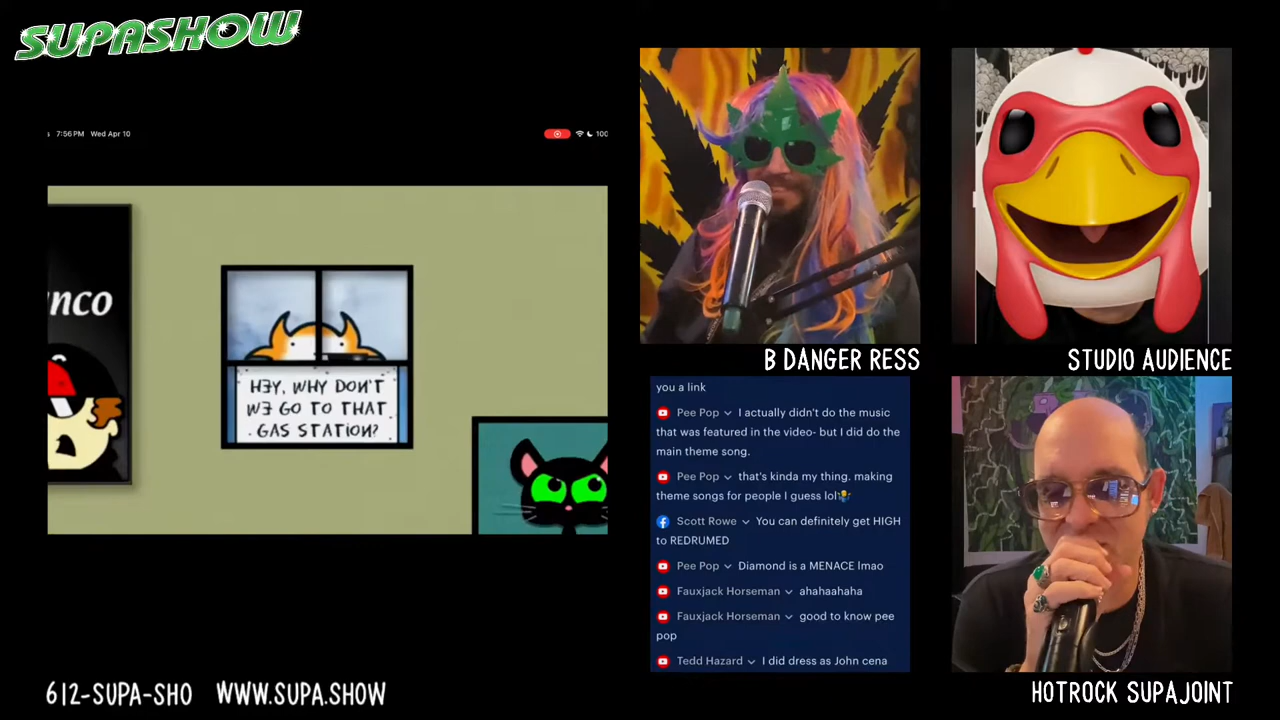 SUPASHOW
7:56 PM Wed Apr 10
100
nco
HEY, WHY DON'T
WE GO TO THAT
GAS STATION?
B DANGER RESS
STUDIO AUDIENCE
you a link
Pee Pop I actually didn't do the music
that was featured in the video- but I did do the
main theme song.
Pee Pop that's kinda my thing. making
theme songs for people I guess lol🤷
Scott Rowe You can definitely get HIGH
to REDRUMED
Pee Pop Diamond is a MENACE lmao
Fauxjack Horseman ahahaahaha
Fauxjack Horseman good to know pee
pop
Tedd Hazard I did dress as John cena
612-SUPA-SHO WWW.SUPA.SHOW
HOTROCK SUPAJOINT